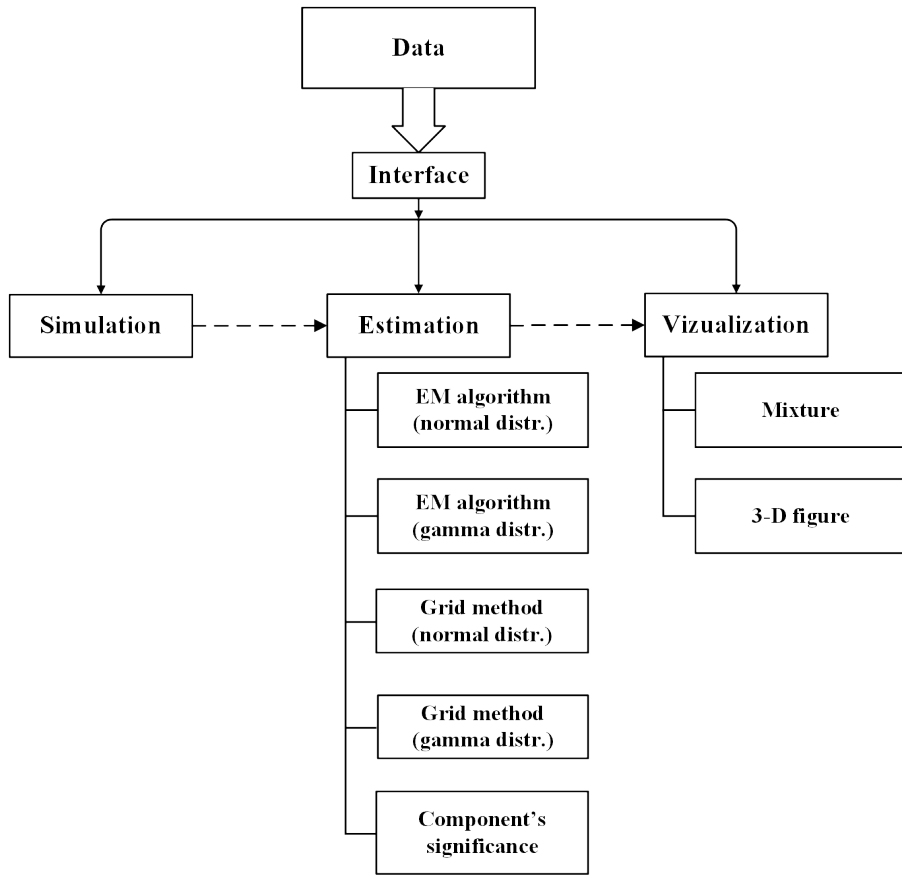 Data
Interface
Simulation
Estimation
Vizualization
EM algorithm
(normal distr.)
EM algorithm
(gamma distr.)
Grid method
(normal distr.)
Grid method
(gamma distr.)
Component’s
significance
Mixture
3-D figure